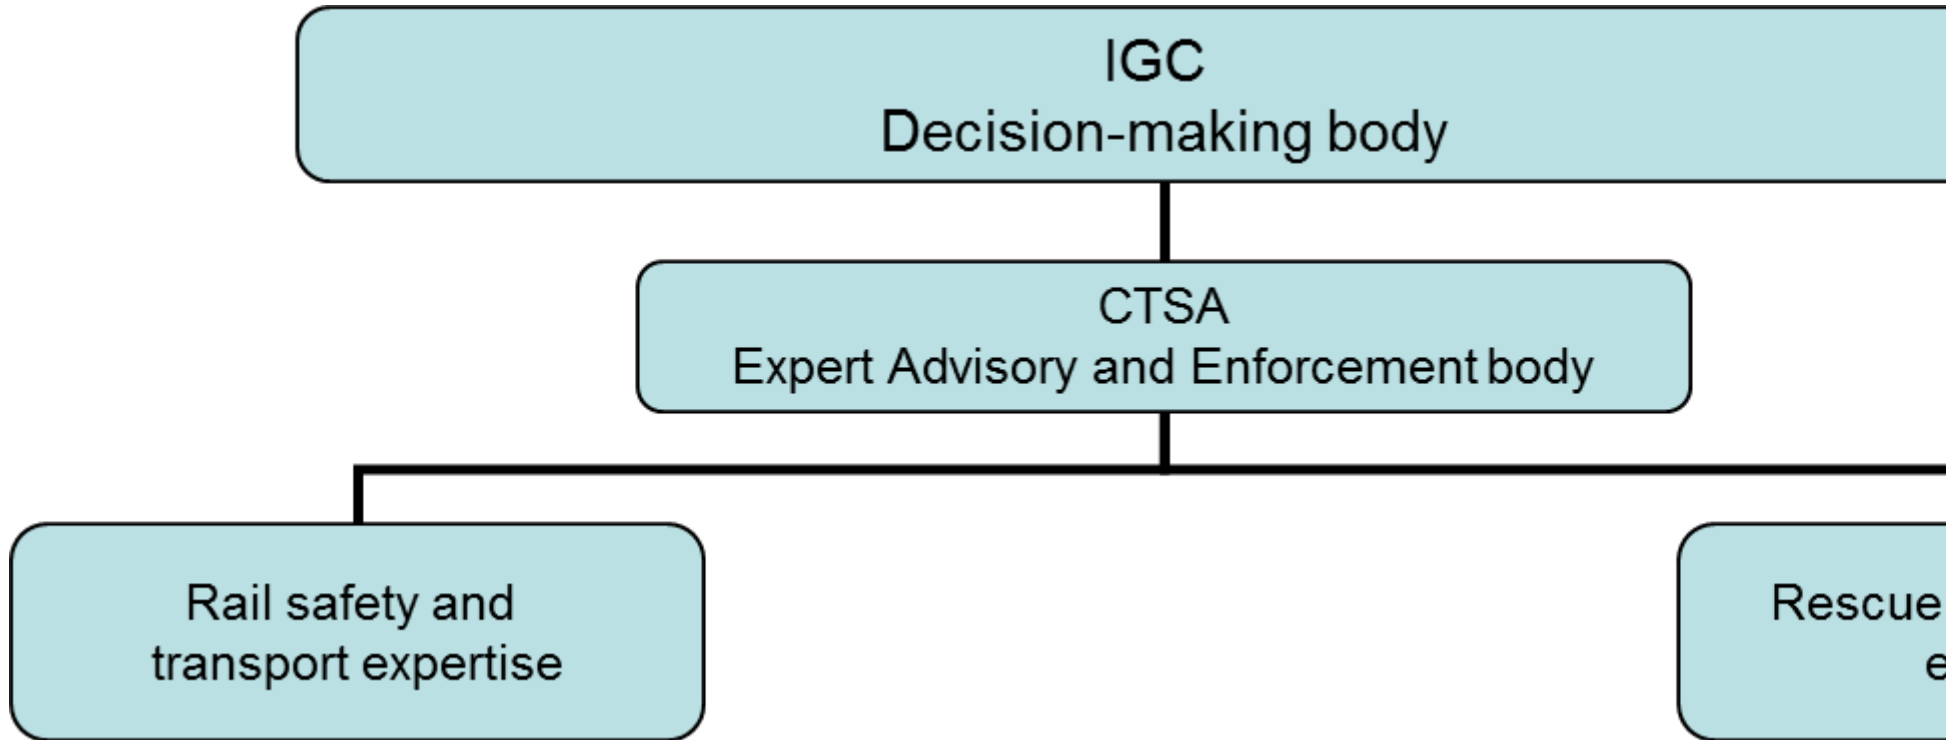 IGC
Decision-making body
CTSA
Expert Advisory and Enforcement body
Rail safety and
transport expertise
Rescue